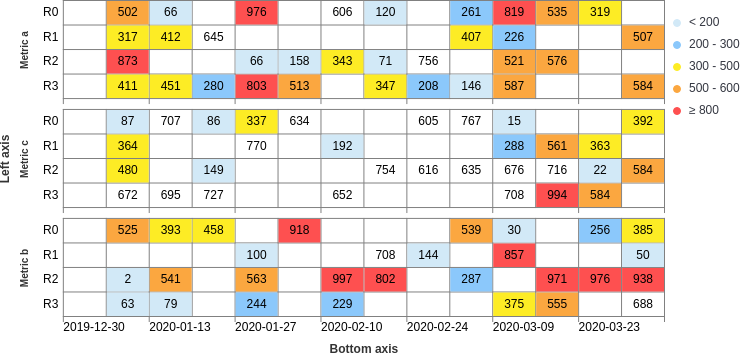 R0 502 66 976 606 120 261 819 535 319
R1 317 412 645 407 226 507
R2 873 66 158 343 71 756 521 576
R3 411 451 280 803 513 347 208 146 587 584
Metric a
R0 87 707 86 337 634 605 767 15 392
R1 364 770 192 288 561 363
R2 480 149 754 616 635 676 716 22 584
R3 672 695 727 652 708 994 584
Metric c
R0 525 393 458 918 539 30 256 385
R1 100 708 144 857 50
R2 2 541 563 997 802 287 971 976 938
R3 63 79 244 229 375 555 688
Metric b
Left axis
2019-12-30 2020-01-13 2020-01-27 2020-02-10 2020-02-24 2020-03-09 2020-03-23
Bottom axis
< 200
200 - 300
300 - 500
500 - 600
≥ 800